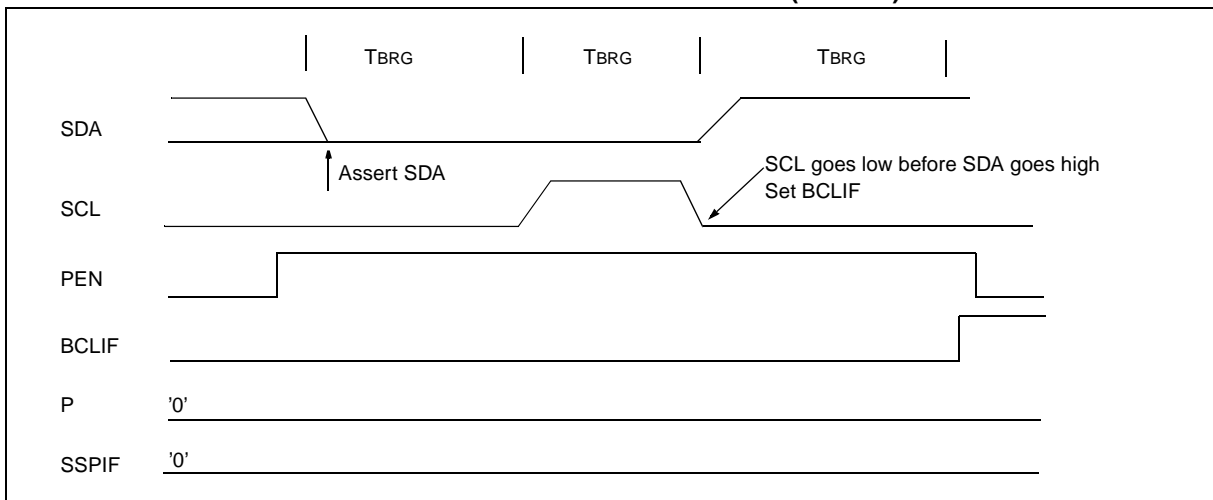 TBRG TBRG TBRG
SDA
Assert SDA
SCL goes low before SDA goes high
Set BCLIF
SCL
PEN
BCLIF
P '0'
SSPIF '0'